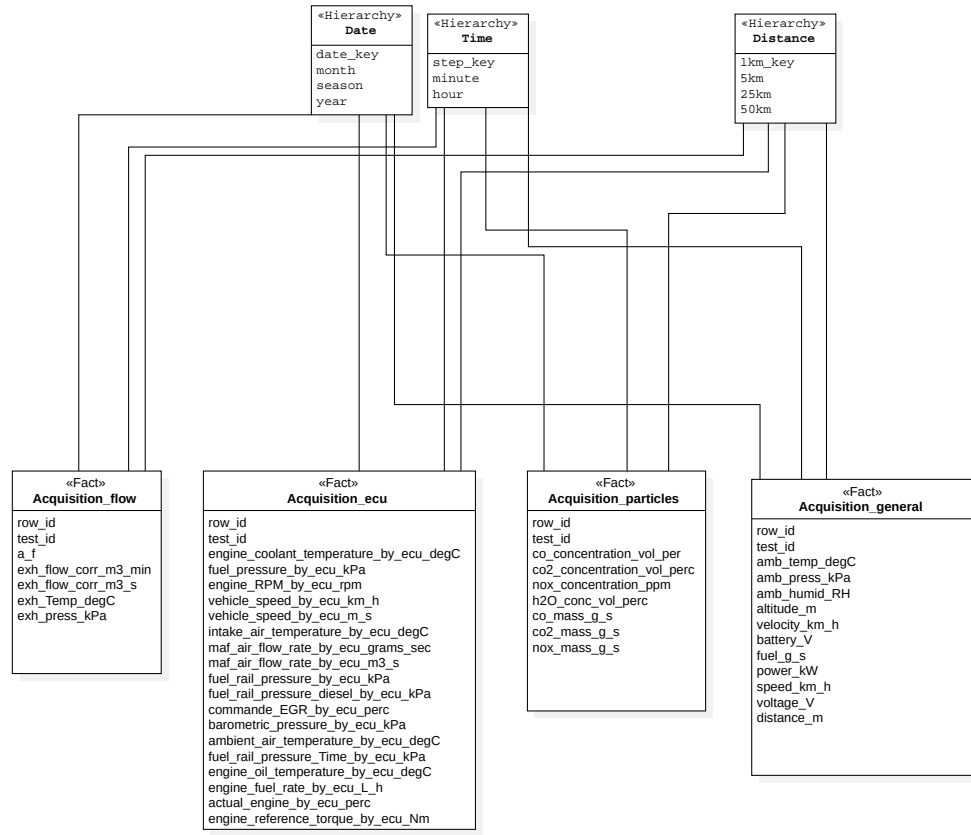 «Hierarchy»
Date
date_key
month
season
year
«Hierarchy»
Time
step_key
minute
hour
«Hierarchy»
Distance
1km_key
5km
25km
50km
«Fact»
Acquisition_flow
row_id
test_id
a_f
exh_flow_corr_m3_min
exh_flow_corr_m3_s
exh_Temp_degC
exh_press_kPa
«Fact»
Acquisition_ecu
row_id
test_id
engine_coolant_temperature_by_ecu_degC
fuel_pressure_by_ecu_kPa
engine_RPM_by_ecu_rpm
vehicle_speed_by_ecu_km_h
vehicle_speed_by_ecu_m_s
intake_air_temperature_by_ecu_degC
maf_air_flow_rate_by_ecu_grams_sec
maf_air_flow_rate_by_ecu_m3_s
fuel_rail_pressure_by_ecu_kPa
fuel_rail_pressure_diesel_by_ecu_kPa
commande_EGR_by_ecu_perc
barometric_pressure_by_ecu_kPa
ambient_air_temperature_by_ecu_degC
fuel_rail_pressure_Time_by_ecu_kPa
engine_oil_temperature_by_ecu_degC
engine_fuel_rate_by_ecu_L_h
actual_engine_by_ecu_perc
engine_reference_torque_by_ecu_Nm
«Fact»
Acquisition_particles
row_id
test_id
co_concentration_vol_per
co2_concentration_vol_perc
nox_concentration_ppm
h2O_conc_vol_perc
co_mass_g_s
co2_mass_g_s
nox_mass_g_s
«Fact»
Acquisition_general
row_id
test_id
amb_temp_degC
amb_press_kPa
amb_humid_RH
altitude_m
velocity_km_h
battery_V
fuel_g_s
power_kW
speed_km_h
voltage_V
distance_m